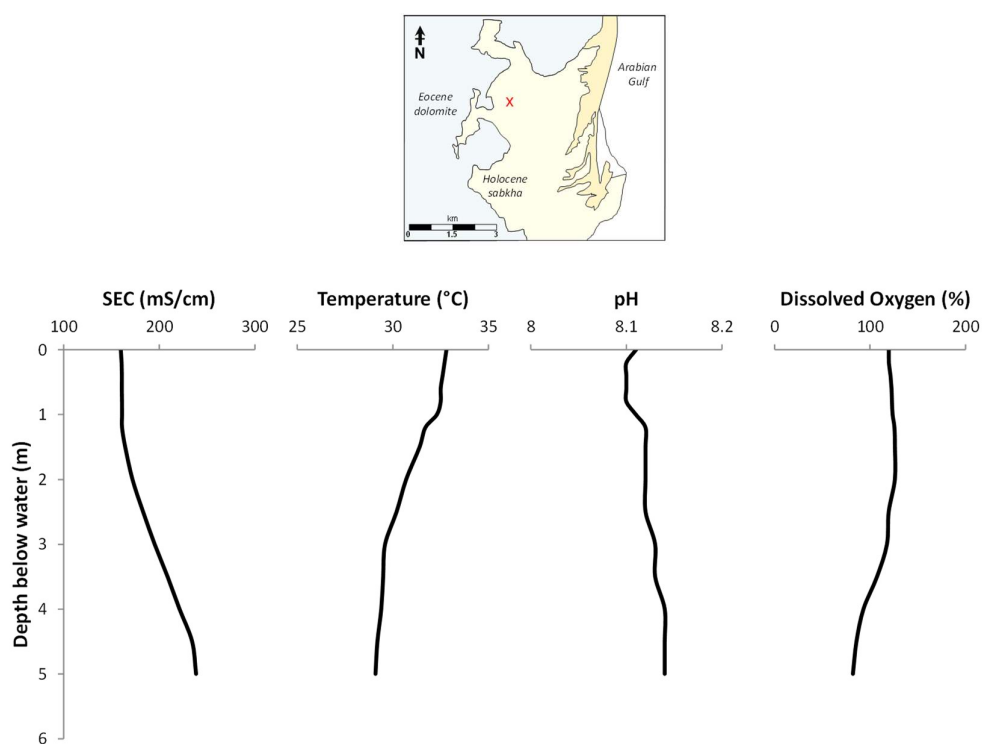 N
Arabian
Gulf
Eocene
dolomite
X
Holocene
sabkha
km
0 1.5 3
SEC (mS/cm) Temperature (°C) pH Dissolved Oxygen (%)
100 200 300 25 30 35 8 8.1 8.2 0 100 200
0
1
2
3
4
5
6
Depth below water (m)